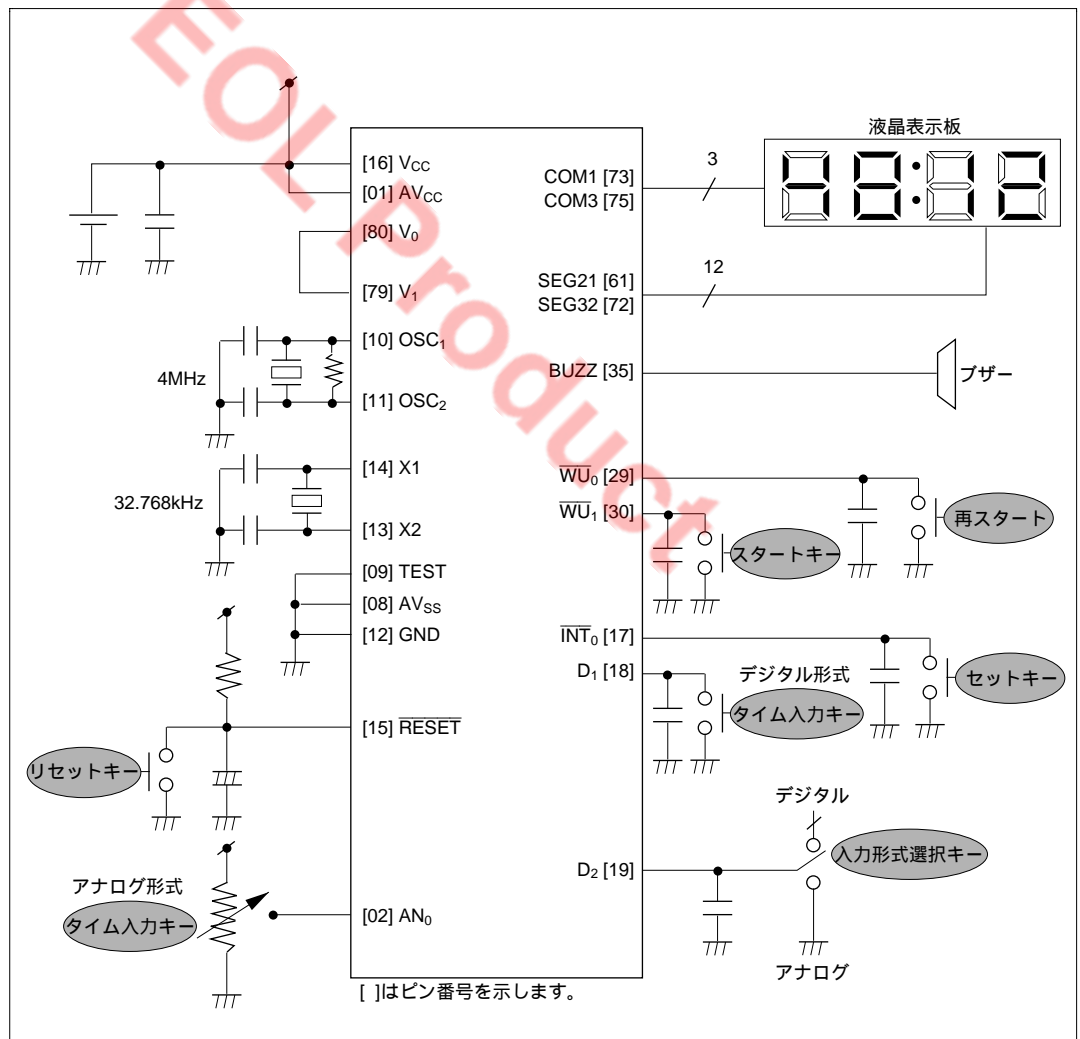 EOL Product
液晶表示板
[16] VCC
[01] AVCC
[80] V0
[79] V1
[10] OSC1
4MHz
[11] OSC2
[14] X1
32.768kHz
[13] X2
[09] TEST
[08] AVSS
[12] GND
[15] RESET
リセットキー
アナログ形式
タイム入力キー
[02] AN0
COM1 [73]
COM3 [75]
3
48:12
SEG21 [61]
SEG32 [72]
12
BUZZ [35]
ブザー
WU0 [29]
WU1 [30]
再スタート
スタートキー
INT0 [17]
D1 [18]
デジタル形式
タイム入力キー
セットキー
デジタル
D2 [19]
入力形式選択キー
アナログ
[ ]はピン番号を示します。